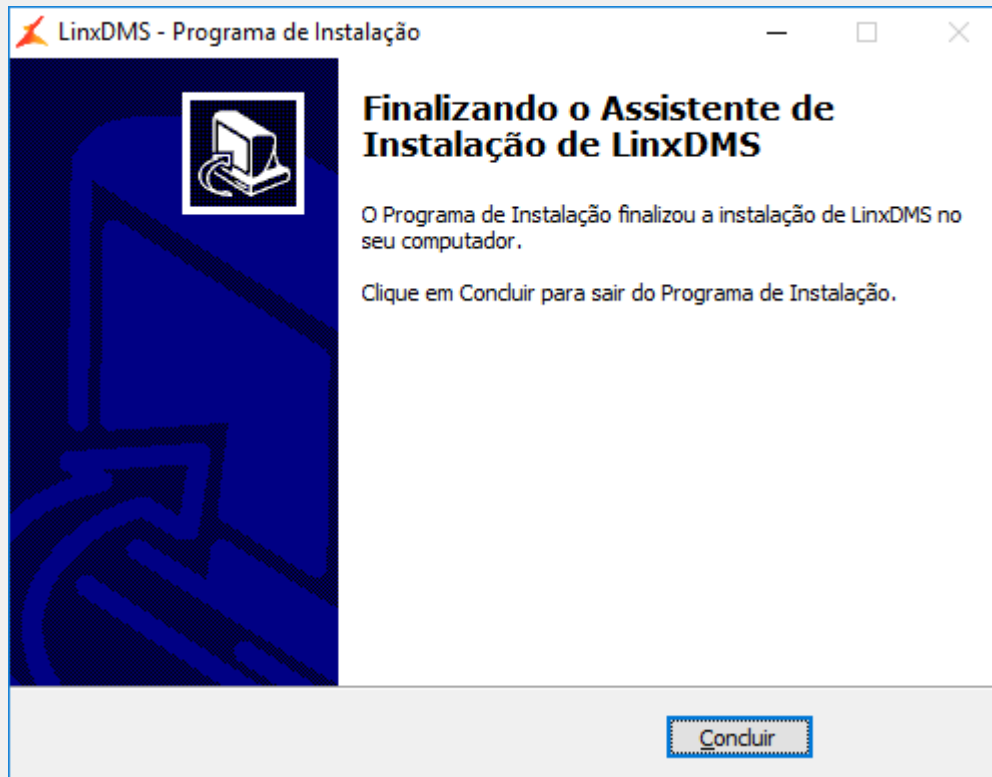 LinxDMS - Programa de Instalação
Finalizando o Assistente de
Instalação de LinxDMS
O Programa de Instalação finalizou a instalação de LinxDMS no
seu computador.
Clique em Concluir para sair do Programa de Instalação.
Concluir